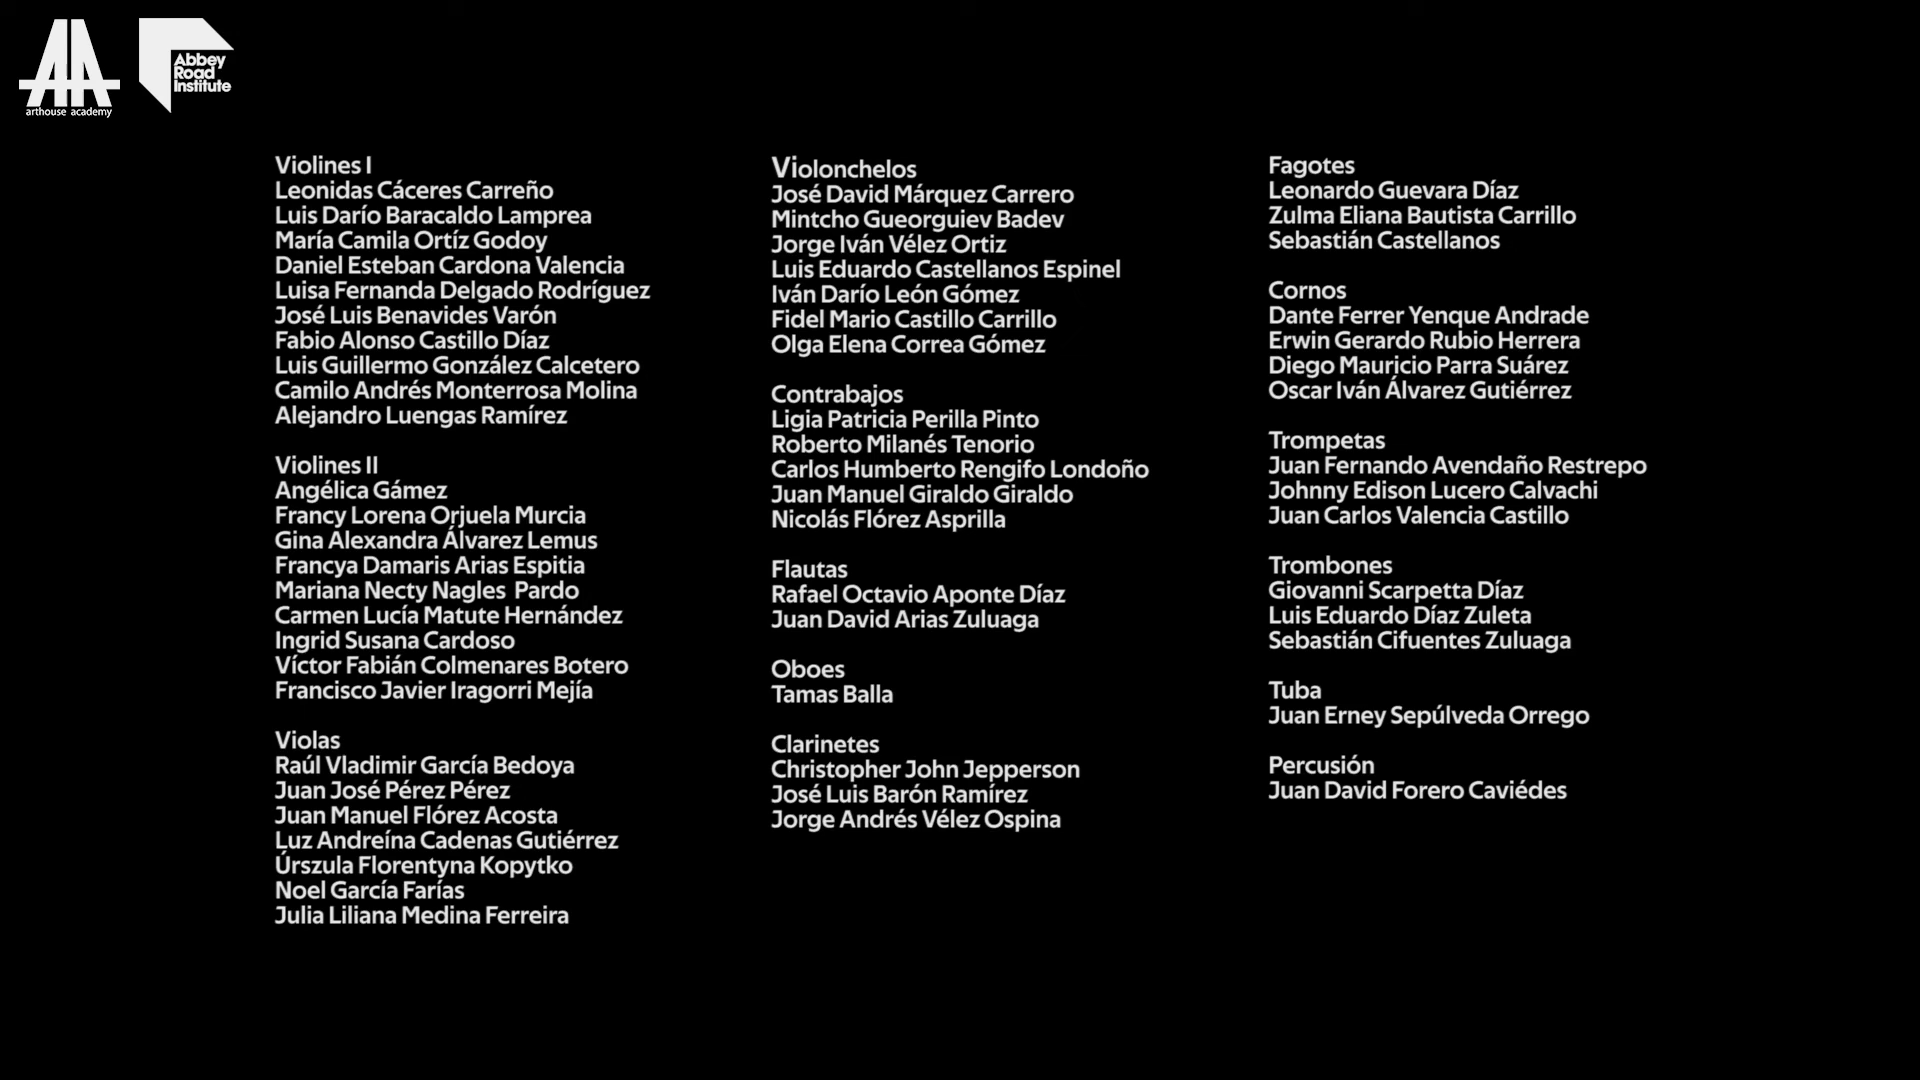 arthouse academy
Abbey
Road
Institute
Violines I
Leonidas Cáceres Carreño
Luis Darío Baracaldo Lamprea
María Camila Ortíz Godoy
Daniel Esteban Cardona Valencia
Luisa Fernanda Delgado Rodríguez
José Luis Benavides Varón
Fabio Alonso Castillo Díaz
Luis Guillermo González Calcetero
Camilo Andrés Monterrosa Molina
Alejandro Luengas Ramírez
Violines II
Angélica Gámez
Francy Lorena Orjuela Murcia
Gina Alexandra Álvarez Lemus
Francya Damaris Arias Espitia
Mariana Necty Nagles  Pardo
Carmen Lucía Matute Hernández
Ingrid Susana Cardoso
Víctor Fabián Colmenares Botero
Francisco Javier Iragorri Mejía
Violas
Raúl Vladimir García Bedoya
Juan José Pérez Pérez
Juan Manuel Flórez Acosta
Luz Andreína Cadenas Gutiérrez
Úrszula Florentyna Kopytko
Noel García Farías
Julia Liliana Medina Ferreira
Violonchelos
José David Márquez Carrero
Mintcho Gueorguiev Badev
Jorge Iván Vélez Ortiz
Luis Eduardo Castellanos Espinel
Iván Darío León Gómez
Fidel Mario Castillo Carrillo
Olga Elena Correa Gómez
Contrabajos
Ligia Patricia Perilla Pinto
Roberto Milanés Tenorio
Carlos Humberto Rengifo Londoño
Juan Manuel Giraldo Giraldo
Nicolás Flórez Asprilla
Flautas
Rafael Octavio Aponte Díaz
Juan David Arias Zuluaga
Oboes
Tamas Balla
Clarinetes
Christopher John Jepperson
José Luis Barón Ramírez
Jorge Andrés Vélez Ospina
Fagotes
Leonardo Guevara Díaz
Zulma Eliana Bautista Carrillo
Sebastián Castellanos
Cornos
Dante Ferrer Yenque Andrade
Erwin Gerardo Rubio Herrera
Diego Mauricio Parra Suárez
Oscar Iván Álvarez Gutiérrez
Trompetas
Juan Fernando Avendaño Restrepo
Johnny Edison Lucero Calvachi
Juan Carlos Valencia Castillo
Trombones
Giovanni Scarpetta Díaz
Luis Eduardo Díaz Zuleta
Sebastián Cifuentes Zuluaga
Tuba
Juan Erney Sepúlveda Orrego
Percusión
Juan David Forero Caviédes